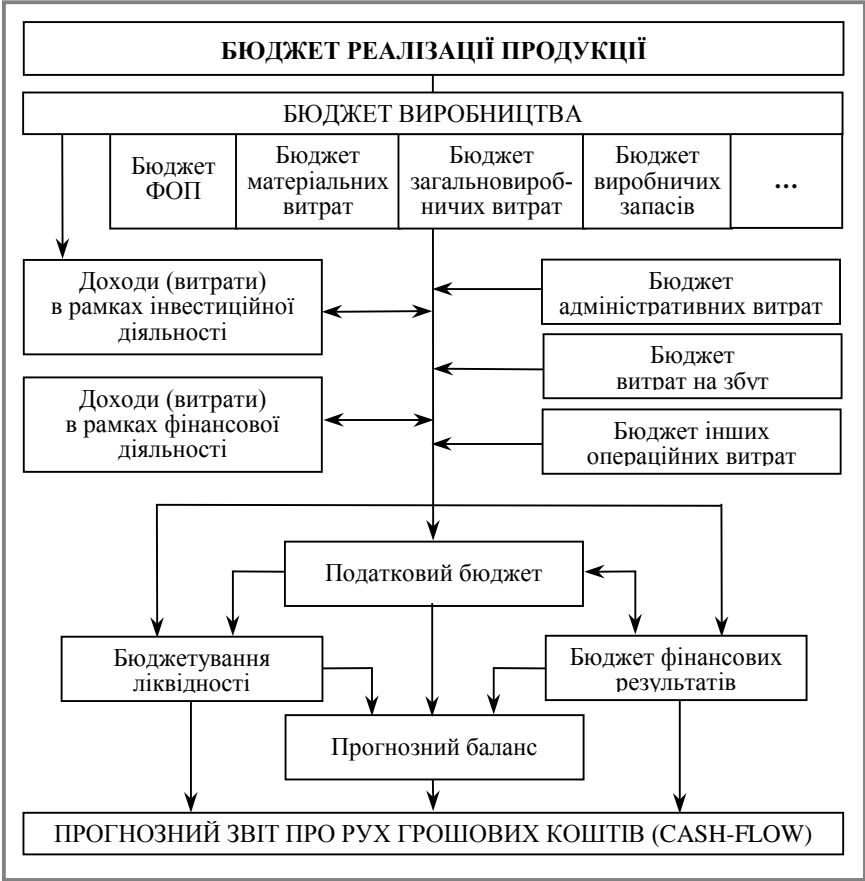 БЮДЖЕТ РЕАЛІЗАЦІЇ ПРОДУКЦІЇ
БЮДЖЕТ ВИРОБНИЦТВА
Бюджет
ФОП
Бюджет
матеріальних
витрат
Бюджет
загальновироб-
ничих витрат
Бюджет
виробничих
запасів
...
Доходи (витрати)
в рамках інвестиційної
діяльності
Бюджет
адміністративних витрат
Бюджет
витрат на збут
Доходи (витрати)
в рамках фінансової
діяльності
Бюджет інших
операційних витрат
Податковий бюджет
Бюджетування
ліквідності
Бюджет фінансових
результатів
Прогнозний баланс
ПРОГНОЗНИЙ ЗВІТ ПРО РУХ ГРОШОВИХ КОШТІВ (CASH-FLOW)